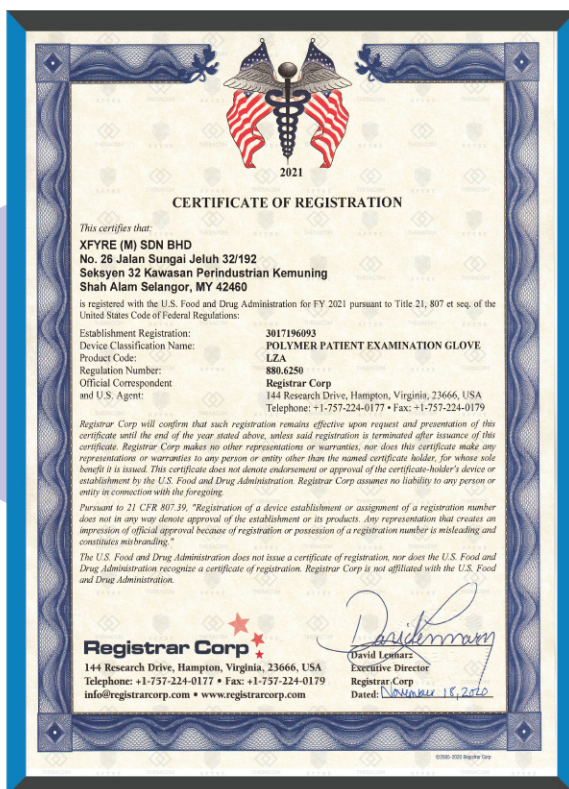 2021
CERTIFICATE OF REGISTRATION
This certifies that:
XFYRE (M) SDN BHD
No. 26 Jalan Sungai Jeluh 32/192
Seksyen 32 Kawasan Perindustrian Kemuning
Shah Alam Selangor, MY 42460
is registered with the U.S. Food and Drug Administration for FY 2021 pursuant to Title 21, 807 et seq. of the
United States Code of Federal Regulations:
Establishment Registration: 3017196093
Device Classification Name: POLYMER PATIENT EXAMINATION GLOVE
Product Code: LZA
Regulation Number: 880.6250
Official Correspondent Registrar Corp
and U.S. Agent: 144 Research Drive, Hampton, Virginia, 23666, USA
Telephone: +1-757-224-0177 • Fax: +1-757-224-0179
Registrar Corp will confirm that such registration remains effective upon request and presentation of this
certificate until the end of the year stated above, unless said registration is terminated after issuance of this
certificate. Registrar Corp makes no other representations or warranties, nor does this certificate make any
representations or warranties to any person or entity other than the named certificate holder, for whose sole
benefit it is issued. This certificate does not denote endorsement or approval of the certificate-holder's device or
establishment by the U.S. Food and Drug Administration. Registrar Corp assumes no liability to any person or
entity in connection with the foregoing.
Pursuant to 21 CFR 807.39, "Registration of a device establishment or assignment of a registration number
does not in any way denote approval of the establishment or its products. Any representation that creates an
impression of official approval because of registration or possession of a registration number is misleading and
constitutes misbranding."
The U.S. Food and Drug Administration does not issue a certificate of registration, nor does the U.S. Food and
Drug Administration recognize a certificate of registration. Registrar Corp is not affiliated with the U.S. Food
and Drug Administration.
Registrar Corp
144 Research Drive, Hampton, Virginia, 23666, USA
Telephone: +1-757-224-0177 • Fax: +1-757-224-0179
info@registrarcorp.com • www.registrarcorp.com
David Lennarz
Executive Director
Registrar Corp
Dated: November 18, 2020
©2005-2020 Registrar Corp